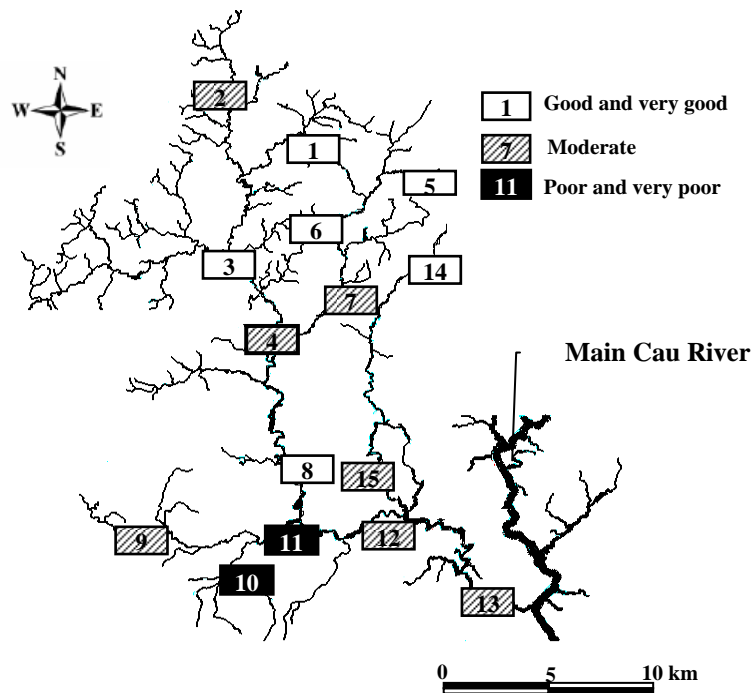 N
W E
S
2
1
5
6
3
14
7
4
8
15
9
11
12
10
13
1 Good and very good
7 Moderate
11 Poor and very poor
Main Cau River
0 5 10 km